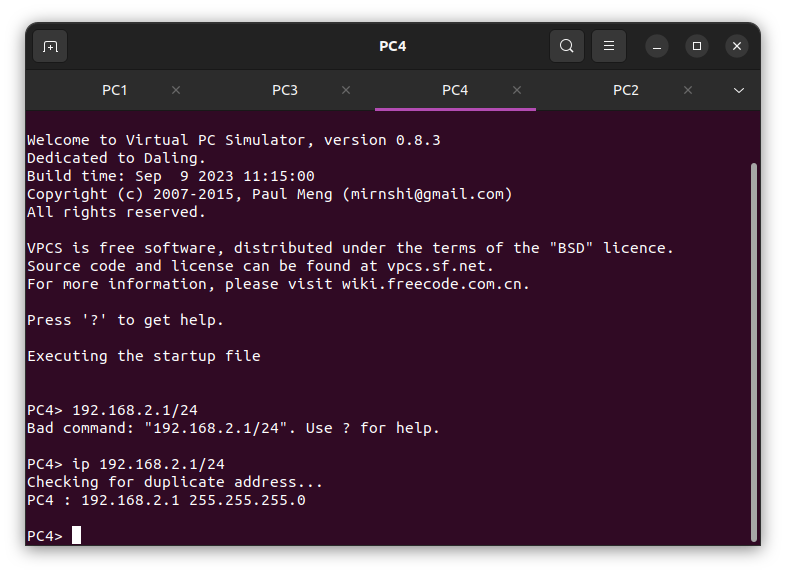 PC4
PC1 PC3 PC4 PC2
Welcome to Virtual PC Simulator, version 0.8.3
Dedicated to Daling.
Build time: Sep  9 2023 11:15:00
Copyright (c) 2007-2015, Paul Meng (mirnshi@gmail.com)
All rights reserved.
VPCS is free software, distributed under the terms of the "BSD" licence.
Source code and license can be found at vpcs.sf.net.
For more information, please visit wiki.freecode.com.cn.
Press '?' to get help.
Executing the startup file
PC4> 192.168.2.1/24
Bad command: "192.168.2.1/24". Use ? for help.
PC4> ip 192.168.2.1/24
Checking for duplicate address...
PC4 : 192.168.2.1 255.255.255.0
PC4>